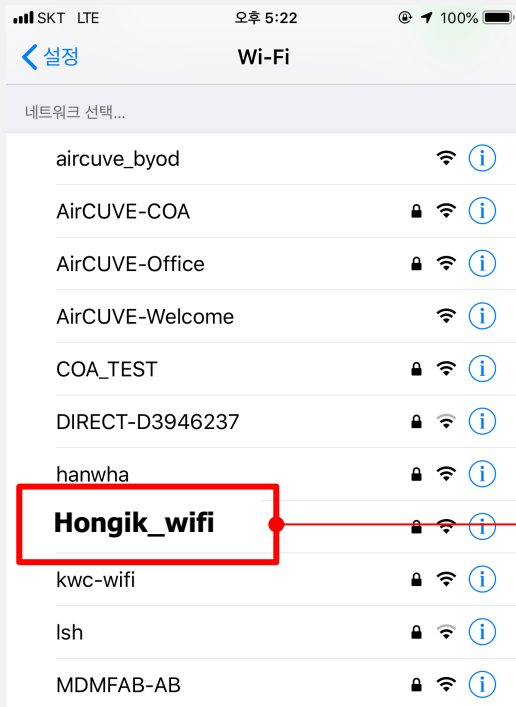 SKT LTE 오후 5:22 100%
설정 Wi-Fi
네트워크 선택...
aircuve_byod
AirCUVE-COA
AirCUVE-Office
AirCUVE-Welcome
COA_TEST
DIRECT-D3946237
hanwha
Hongik_wifi
kwc-wifi
lsh
MDMFAB-AB